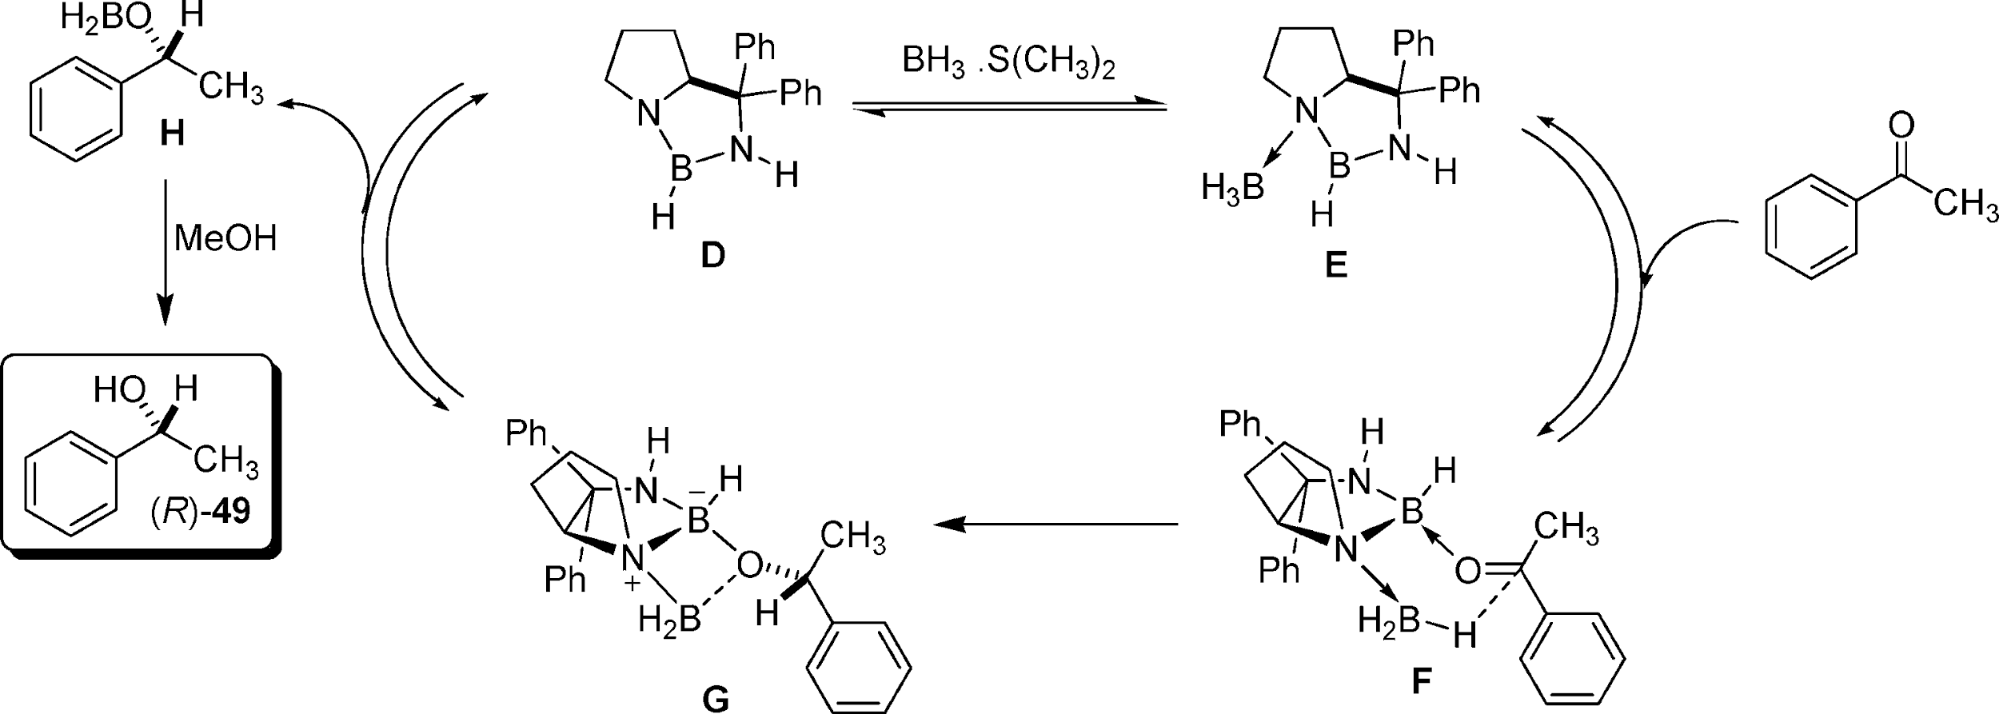 H₂BO H
CH₃
H
MeOH
HO H
CH₃
(R)-49
Ph
Ph
N
B N H
H
D
BH₃ .S(CH₃)₂
Ph
Ph
N
B N H
H₃B
H
E
O
CH₃
Ph
H
N
H
B
N
O
CH₃
Ph
H₂B H
F
Ph
H
N
− H
B
CH₃
N
+
O
Ph
H₂B H
G